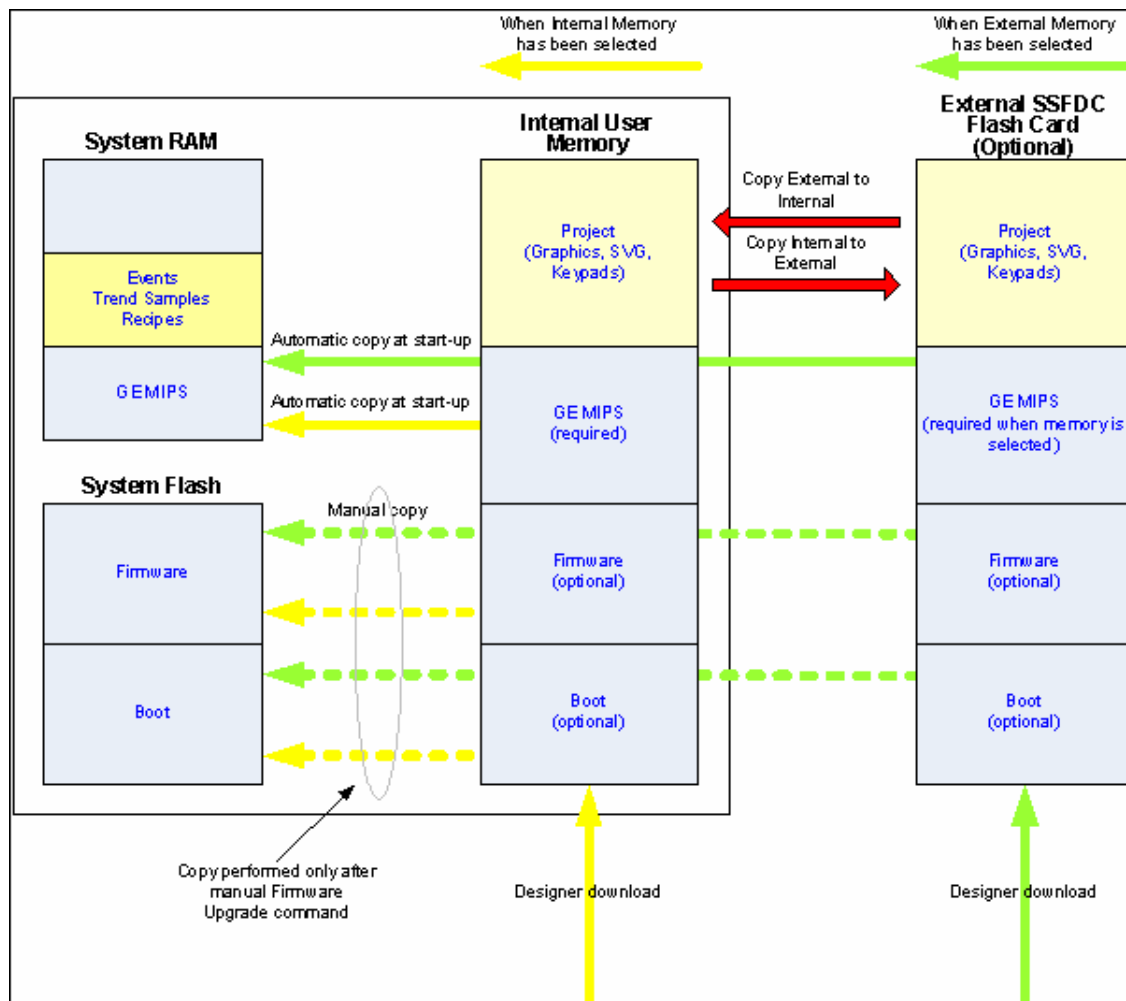 When Internal Memory
has been selected
When External Memory
has been selected
System RAM
Internal User
Memory
External SSFDC
Flash Card
(Optional)
Copy External to
Internal
Copy Internal to
External
Project
(Graphics, SVG,
Keypads)
Project
(Graphics, SVG,
Keypads)
Events
Trend Samples
Recipes
Automatic copy at start-up
GEMIPS
Automatic copy at start-up
GEMIPS
(required)
GEMIPS
(required when memory is
selected)
System Flash
Manual copy
Firmware
Firmware
(optional)
Firmware
(optional)
Boot
Boot
(optional)
Boot
(optional)
Copy performed only after
manual Firmware
Upgrade command
Designer download
Designer download